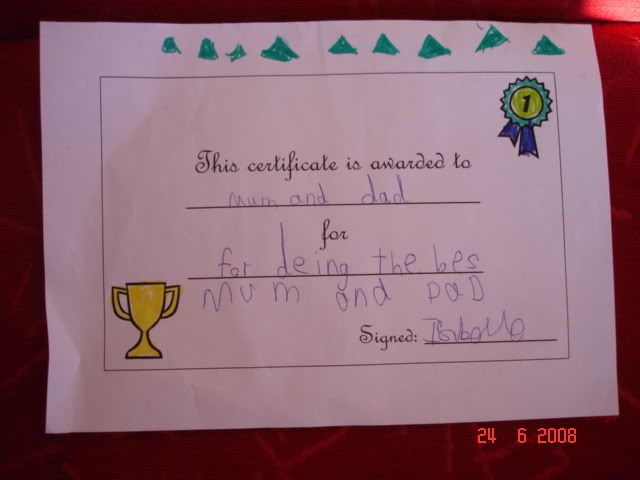 1
This certificate is awarded to
mum and dad
for
for deing the bes
mum and DaD
Signed: Isabella
24 6 2008